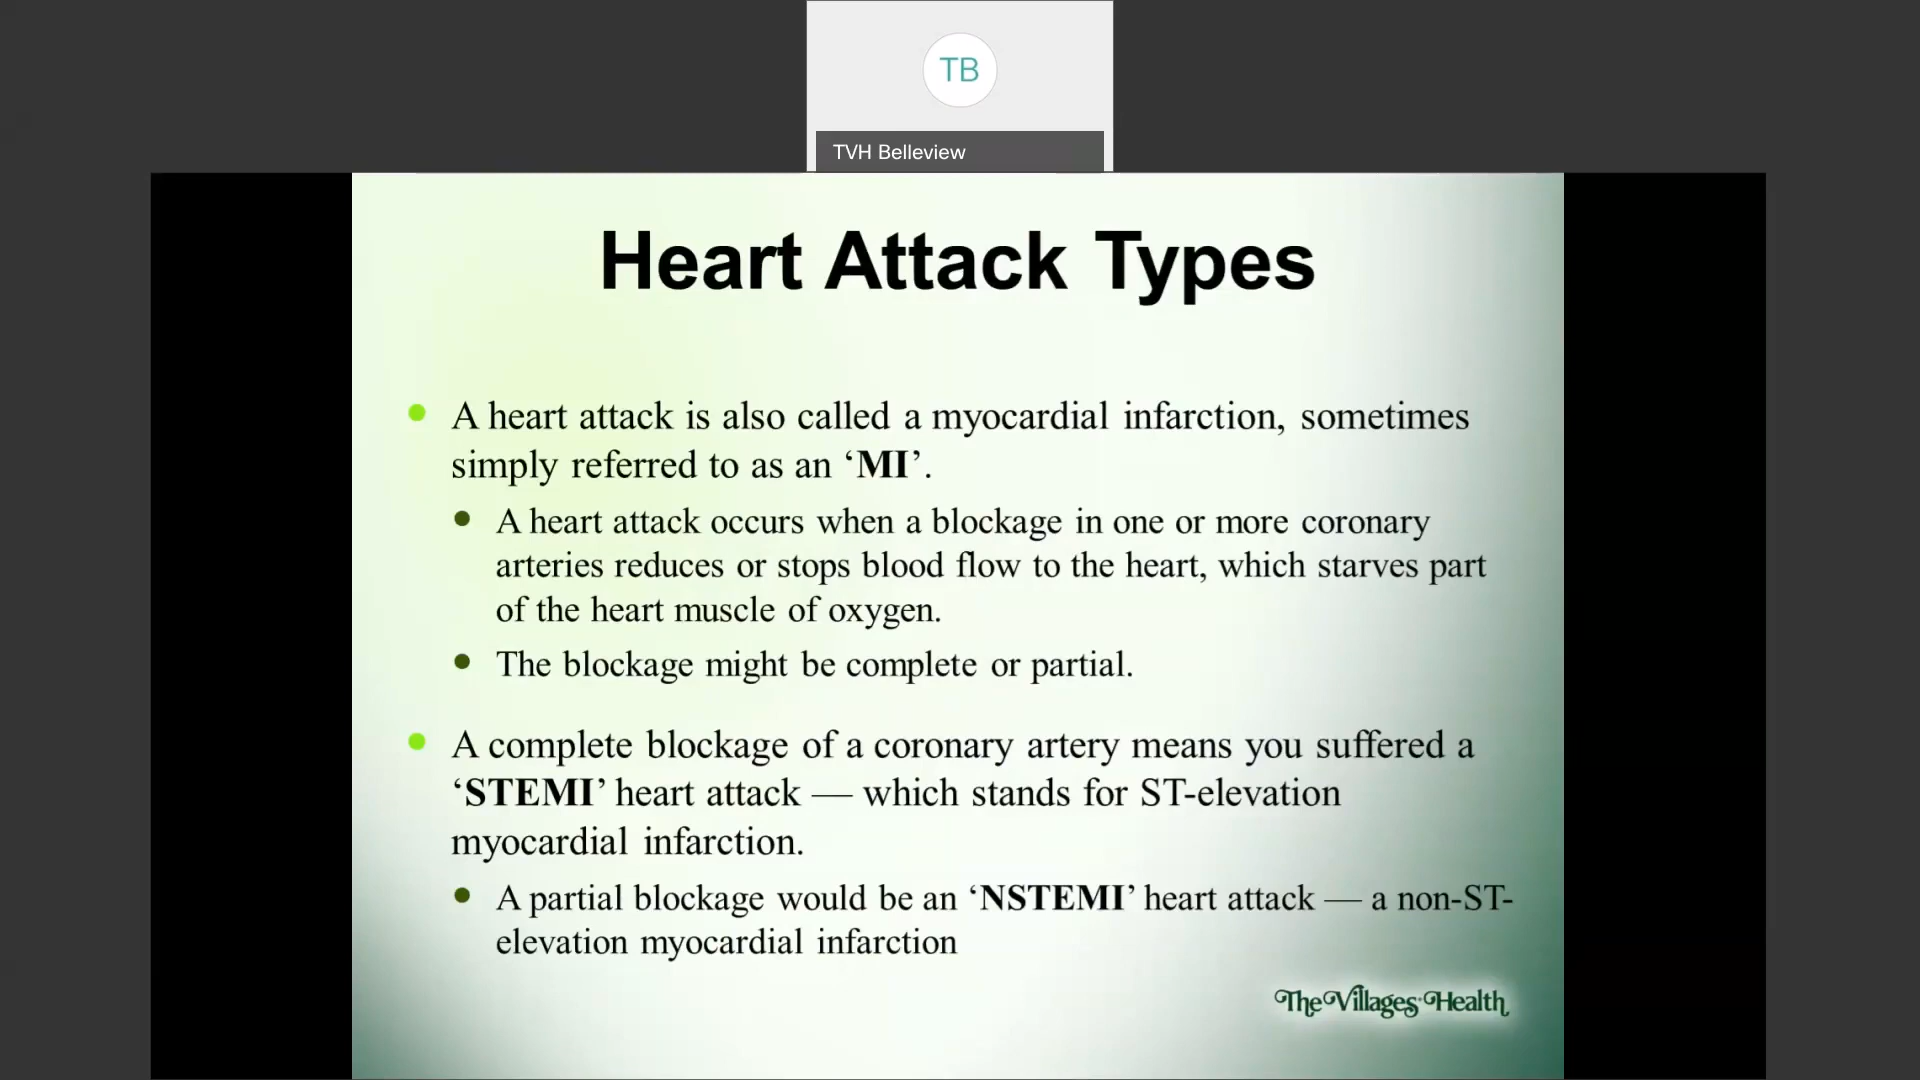 TB
TVH Belleview
Heart Attack Types
A heart attack is also called a myocardial infarction, sometimes
simply referred to as an ‘MI’.
A heart attack occurs when a blockage in one or more coronary
arteries reduces or stops blood flow to the heart, which starves part
of the heart muscle of oxygen.
The blockage might be complete or partial.
A complete blockage of a coronary artery means you suffered a
‘STEMI’ heart attack — which stands for ST-elevation
myocardial infarction.
A partial blockage would be an ‘NSTEMI’ heart attack — a non-ST-
elevation myocardial infarction
The Villages Health